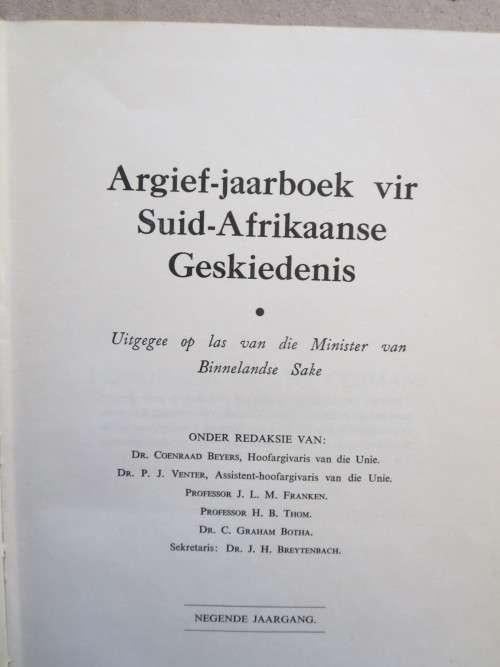 Argief-jaarboek vir
Suid-Afrikaanse
Geskiedenis
•
Uitgegee op las van die Minister van
Binnelandse Sake
ONDER REDAKSIE VAN:
DR. COENRAAD BEYERS, Hoofargivaris van die Unie.
DR. P. J. VENTER, Assistent-hoofargivaris van die Unie.
PROFESSOR J. L. M. FRANKEN.
PROFESSOR H. B. THOM.
DR. C. GRAHAM BOTHA.
Sekretaris: DR. J. H. BREYTENBACH.
NEGENDE JAARGANG.